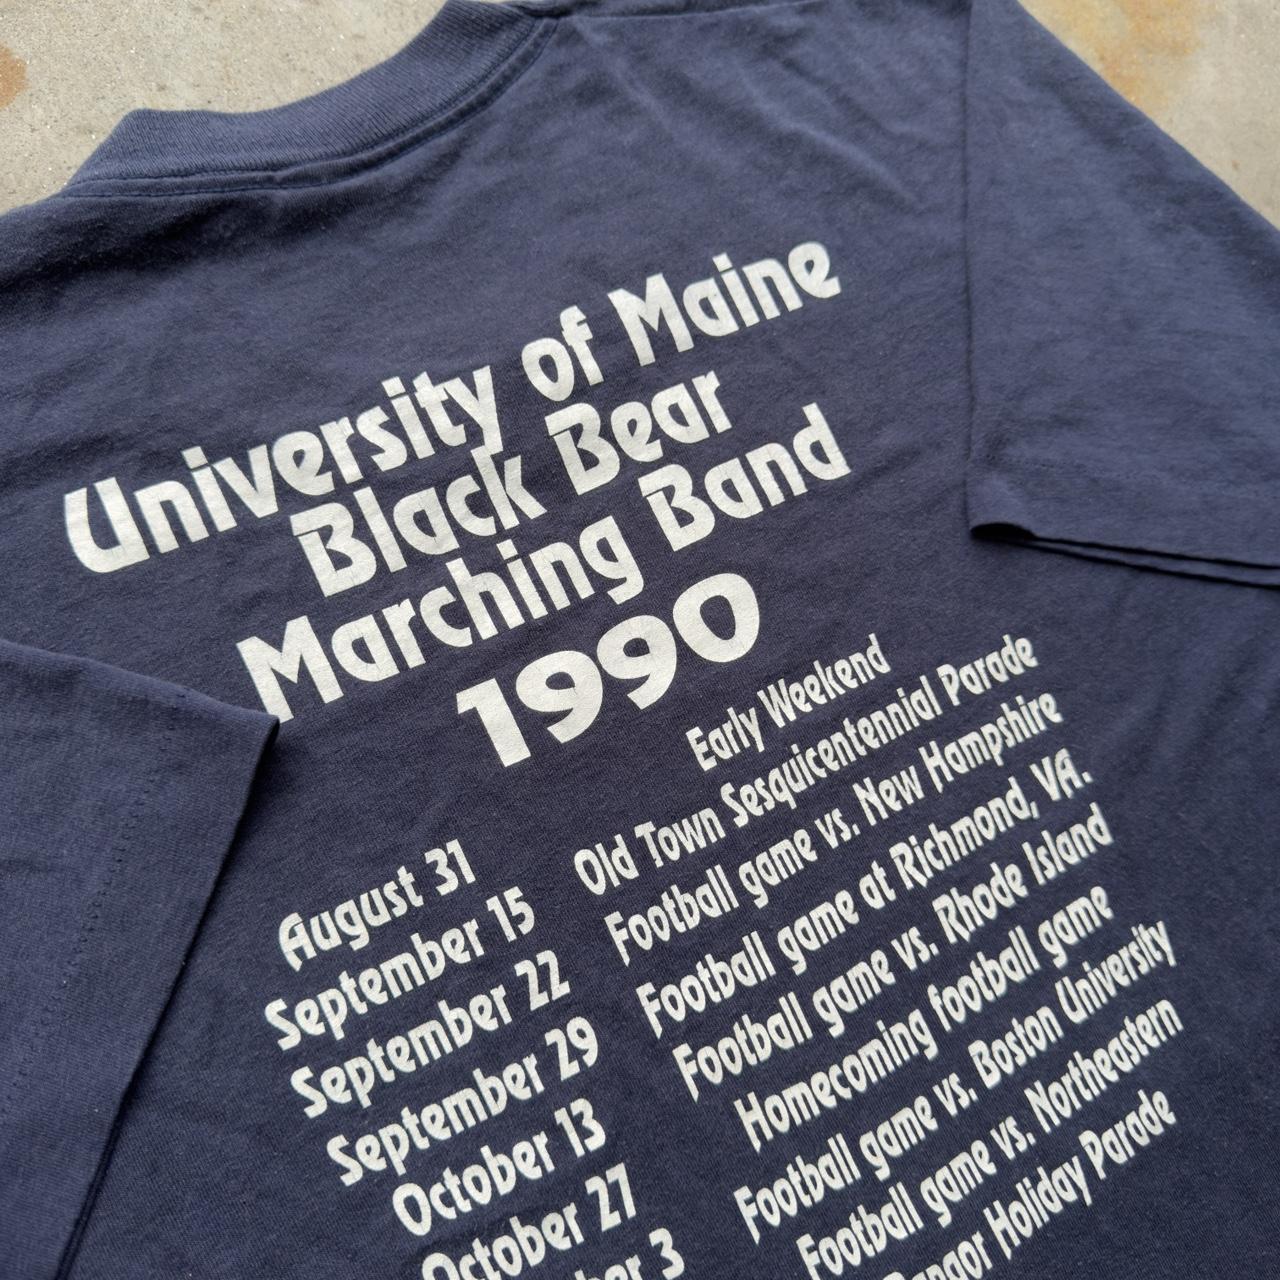 University of Maine
Black Bear
Marching Band
1990
August 31 Early Weekend
September 15 Old Town Sesquicentennial Parade
September 22 Football game vs. New Hampshire
September 29 Football game at Richmond, VA.
October 13 Football game vs. Rhode Island
October 27 Homecoming football game
3 Football game vs. Boston University
Football game vs. Northeastern
Holiday Parade